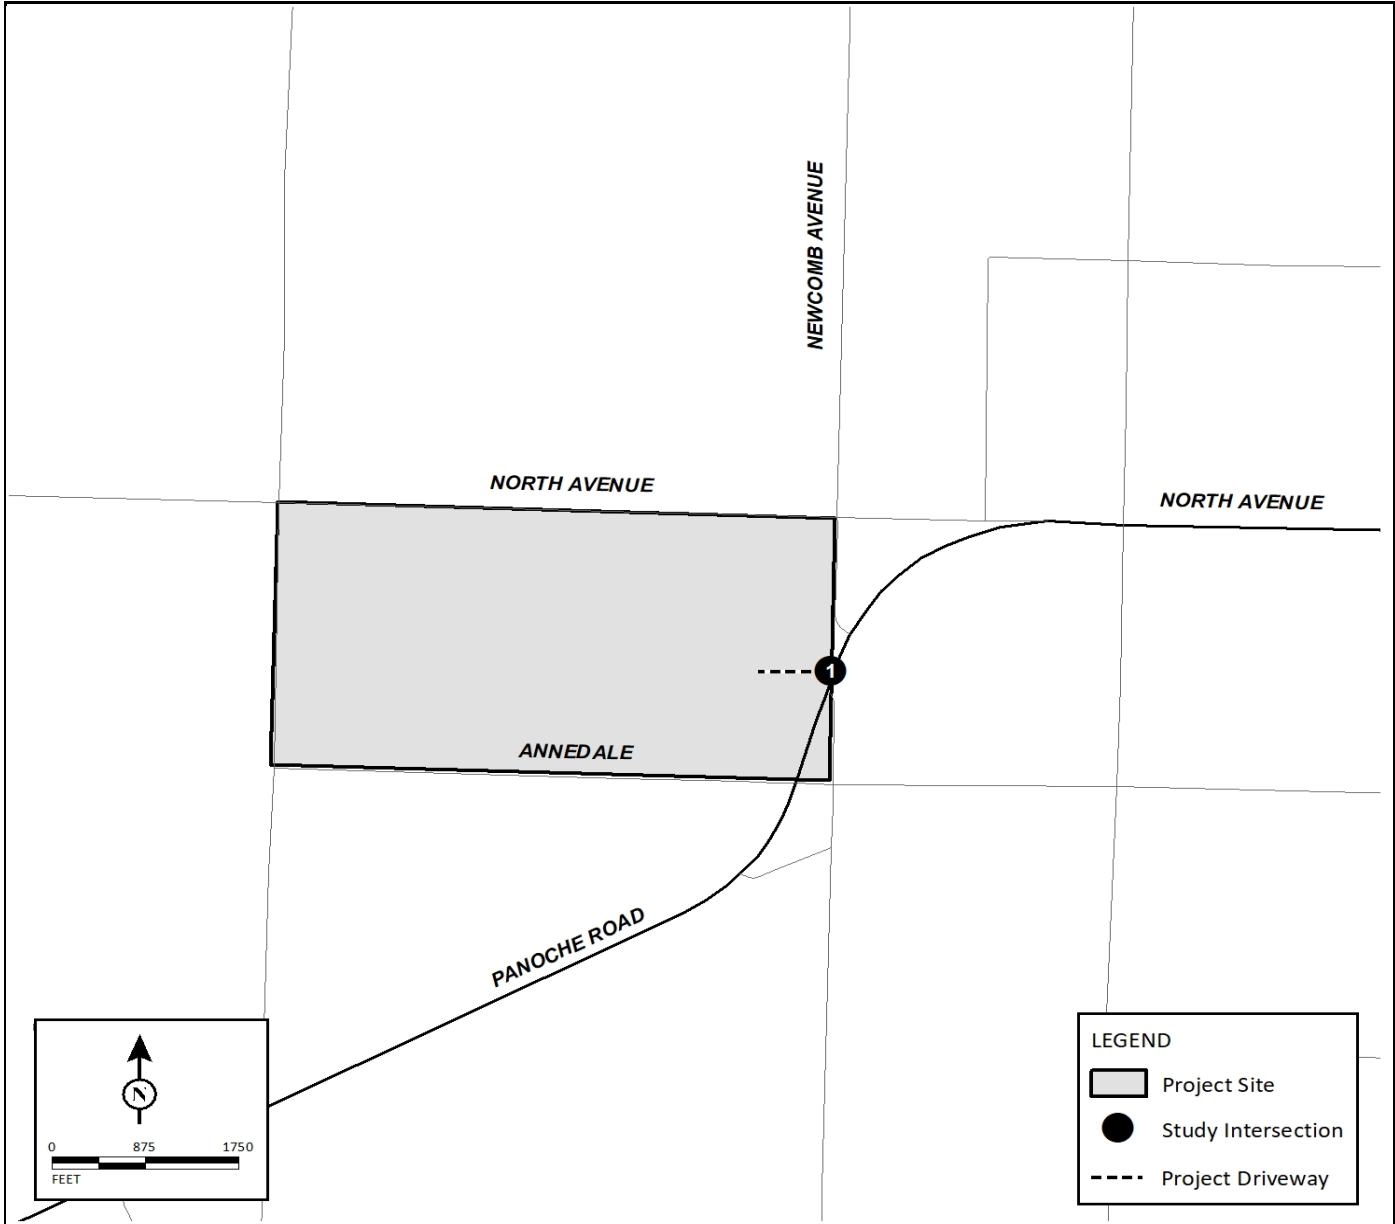 NEWCOMB AVENUE
NORTH AVENUE
NORTH AVENUE
1
ANNEDALE
PANOCHE ROAD
N
0 875 1750
FEET
LEGEND
Project Site
Study Intersection
Project Driveway